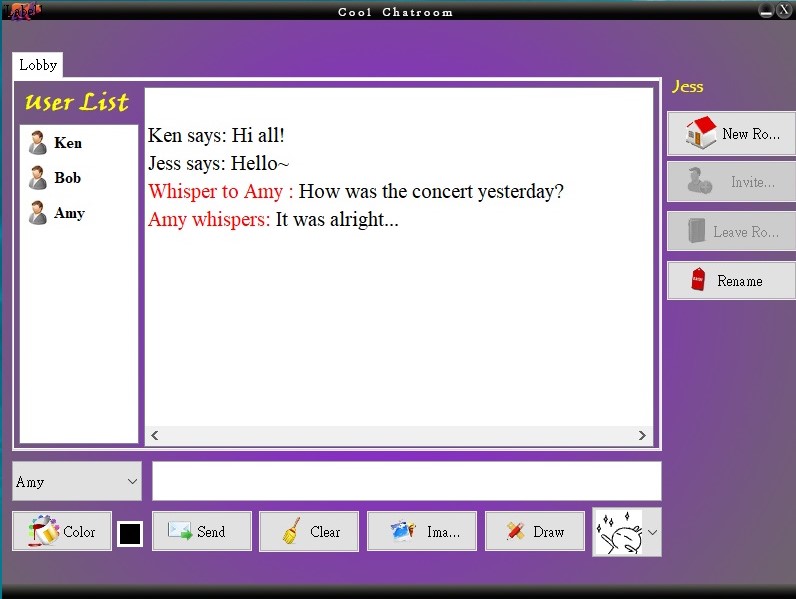 Cool Chatroom
Lobby
User List
Ken
Bob
Amy
Ken says: Hi all!
Jess says: Hello~
Whisper to Amy : How was the concert yesterday?
Amy whispers: It was alright...
Jess
New Ro...
Invite...
Leave Ro...
Rename
Amy
Color
Send
Clear
Ima...
Draw